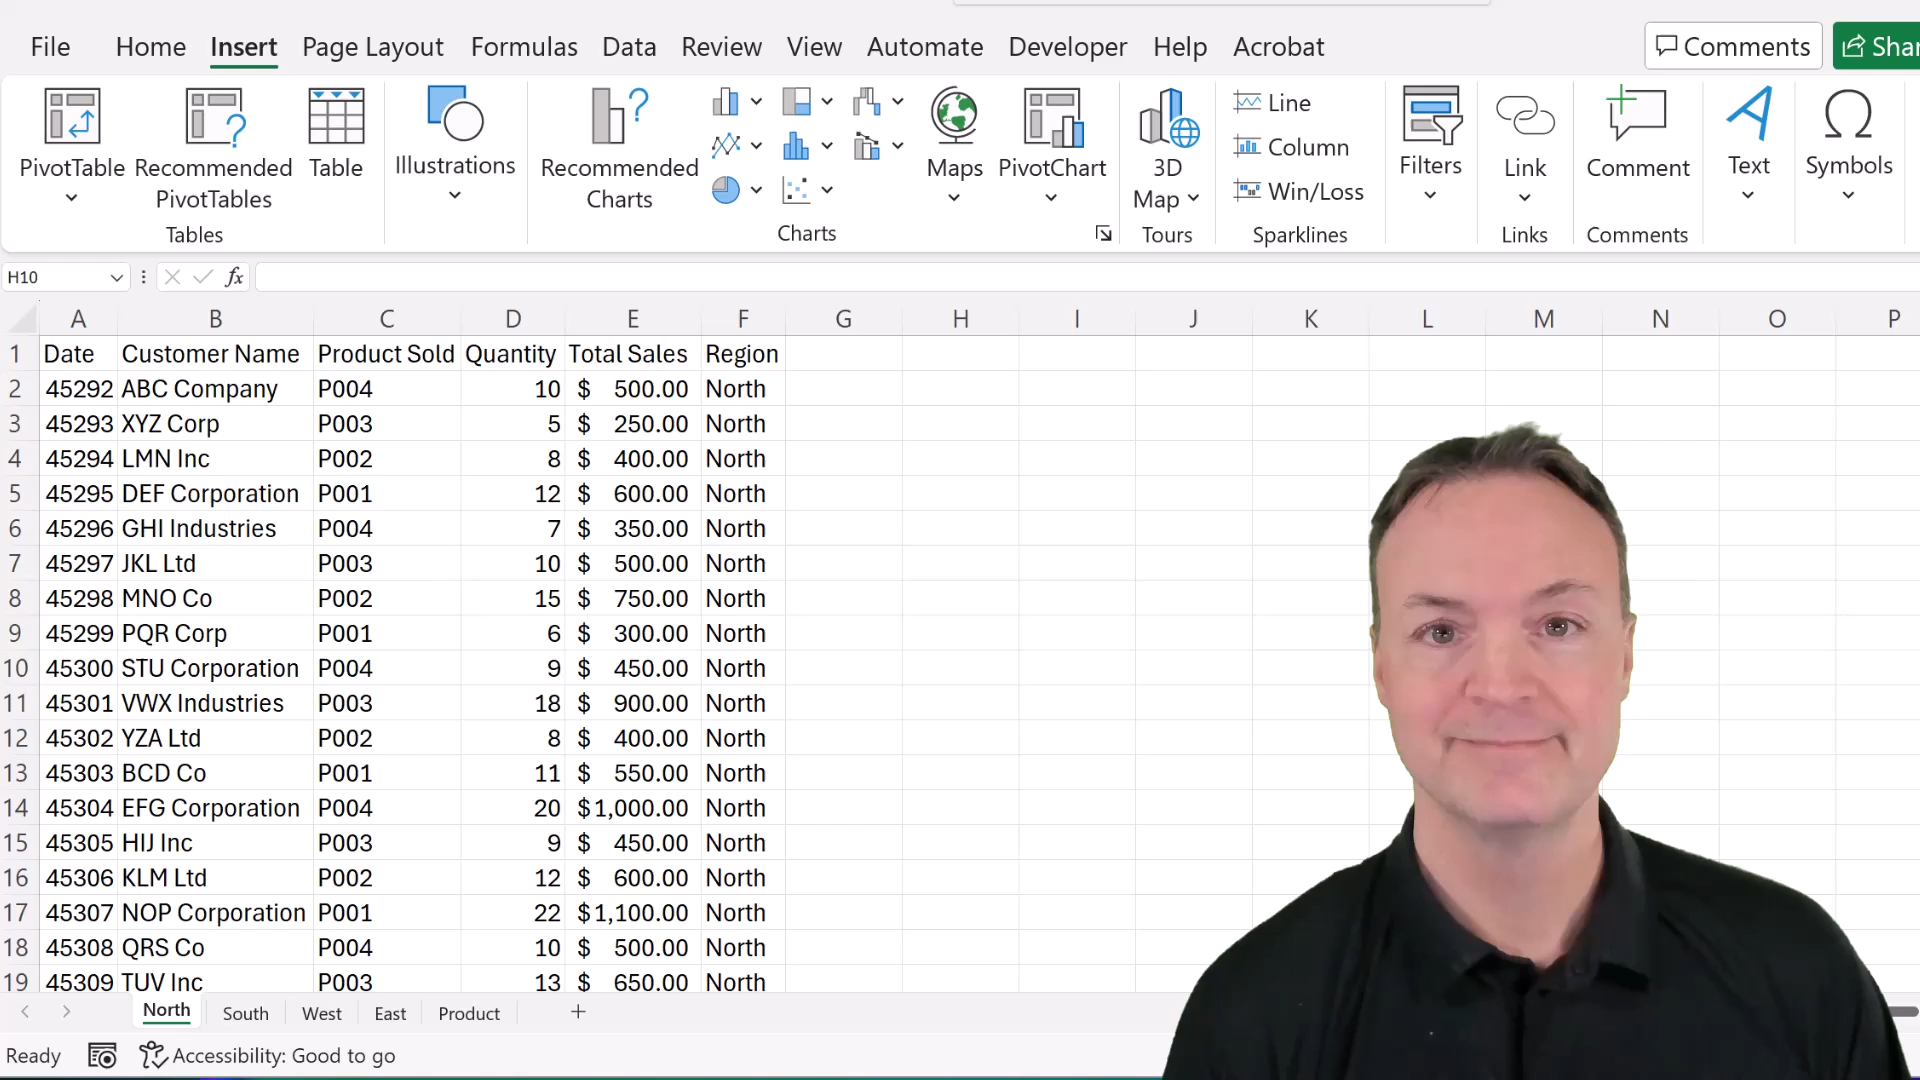 File Home Insert Page Layout Formulas Data Review View Automate Developer Help Acrobat Comments Shar
PivotTable Recommended PivotTables Table
Tables
Illustrations
Recommended Charts
Maps PivotChart
Charts
3D Map
Tours
Line
Column
Win/Loss
Sparklines
Filters
Link
Links
Comment
Comments
Text
Symbols
H10 fx
A B C D E F G H I J K L M N O P
1 Date Customer Name Product Sold Quantity Total Sales Region
2 45292 ABC Company P004 10 $ 500.00 North
3 45293 XYZ Corp P003 5 $ 250.00 North
4 45294 LMN Inc P002 8 $ 400.00 North
5 45295 DEF Corporation P001 12 $ 600.00 North
6 45296 GHI Industries P004 7 $ 350.00 North
7 45297 JKL Ltd P003 10 $ 500.00 North
8 45298 MNO Co P002 15 $ 750.00 North
9 45299 PQR Corp P001 6 $ 300.00 North
10 45300 STU Corporation P004 9 $ 450.00 North
11 45301 VWX Industries P003 18 $ 900.00 North
12 45302 YZA Ltd P002 8 $ 400.00 North
13 45303 BCD Co P001 11 $ 550.00 North
14 45304 EFG Corporation P004 20 $1,000.00 North
15 45305 HIJ Inc P003 9 $ 450.00 North
16 45306 KLM Ltd P002 12 $ 600.00 North
17 45307 NOP Corporation P001 22 $1,100.00 North
18 45308 QRS Co P004 10 $ 500.00 North
19 45309 TUV Inc P003 13 $ 650.00 North
North South West East Product
Ready Accessibility: Good to go